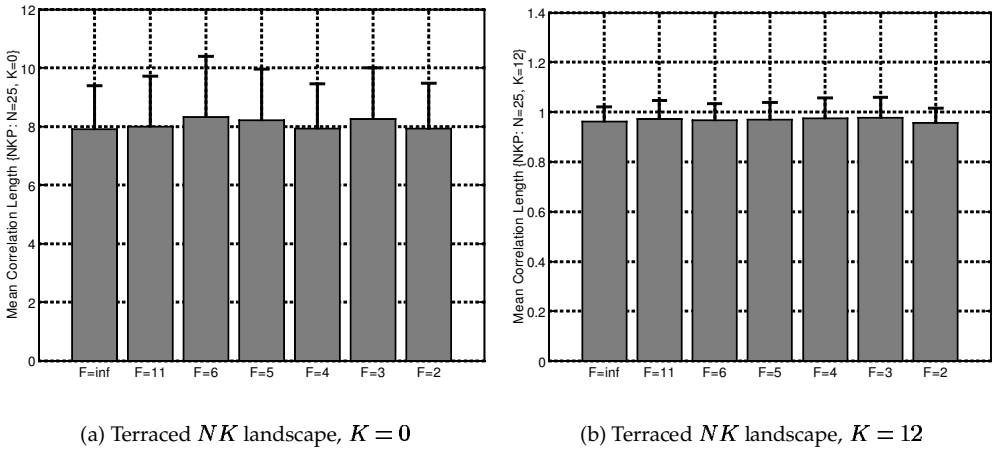 Mean Correlation Length {NKP: N=25, K=0}
12
10
8
6
4
2
0
F=inf F=11 F=6 F=5 F=4 F=3 F=2
(a) Terraced NK landscape, K = 0
Mean Correlation Length {NKP: N=25, K=12}
1.4
1.2
1
0.8
0.6
0.4
0.2
0
F=inf F=11 F=6 F=5 F=4 F=3 F=2
(b) Terraced NK landscape, K = 12